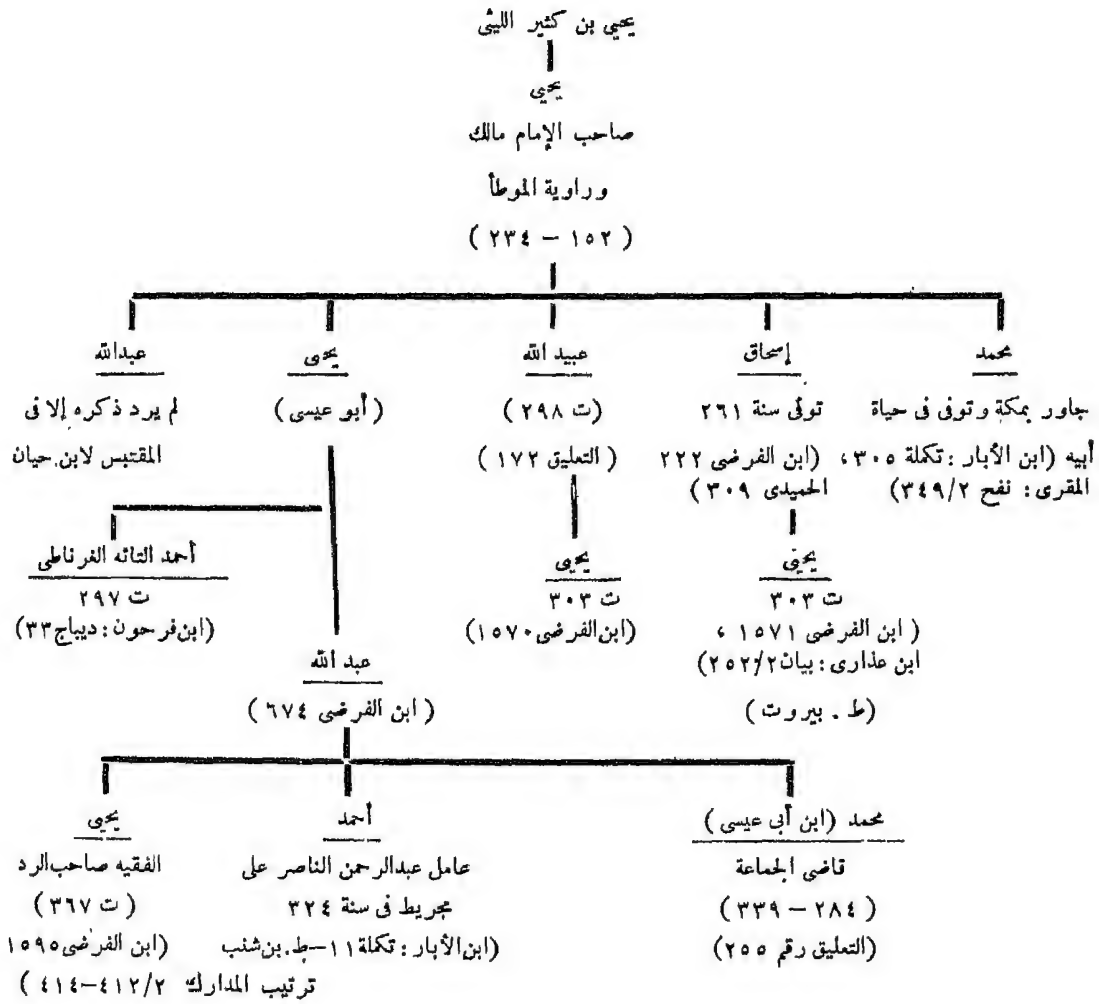 يحيى بن كثير الليثى
يحيى
صاحب الإمام مالك
وراوية الموطأ
( ١٥٢ – ٢٣٤ )
محمد
جاور بمكة وتوفى فى حياة
أبيه (ابن الأبار : تكملة ٣٠٥،
المقرى : نفح ٣٤٩/٢)
إسحاق
توفى سنة ٢٦١
(ابن الفرضى ٢٢٢
الحميدى ٣٠٩ )
عبيد الله
(ت ٢٩٨ )
( التعليق ١٧٢ )
يحيى
( أبو عيسى )
عبدالله
لم يرد ذكره إلا فى
المقتبس لابن حيان
يحيى
ت ٣٠٣
( ابن الفرضى ١٥٧١ ،
ابن عذارى : بيان ٢٥٢/٢)
(ط . بيروت )
يحيى
ت ٣٠٣
(ابن الفرضى ١٥٧٠)
أحمد التائه الغرناطى
ت ٢٩٧
(ابن فرحون : ديباج ٣٣)
عبد الله
( ابن الفرضى ٦٧٤ )
محمد (ابن أبى عيسى )
قاضى الجماعة
( ٢٨٤ – ٣٣٩ )
(التعليق رقم ٢٥٥)
أحمد
عامل عبدالرحمن الناصر على
مجريط فى سنة ٣٢٤
(ابن الأبار : تكملة ١١–ط. بن شنب
يحيى
الفقيه صاحب الرد
( ت ٣٦٧ )
(ابن الفرضى ١٥٩٥
ترتيب المدارك ٤١٢/٢–٤١٤ )